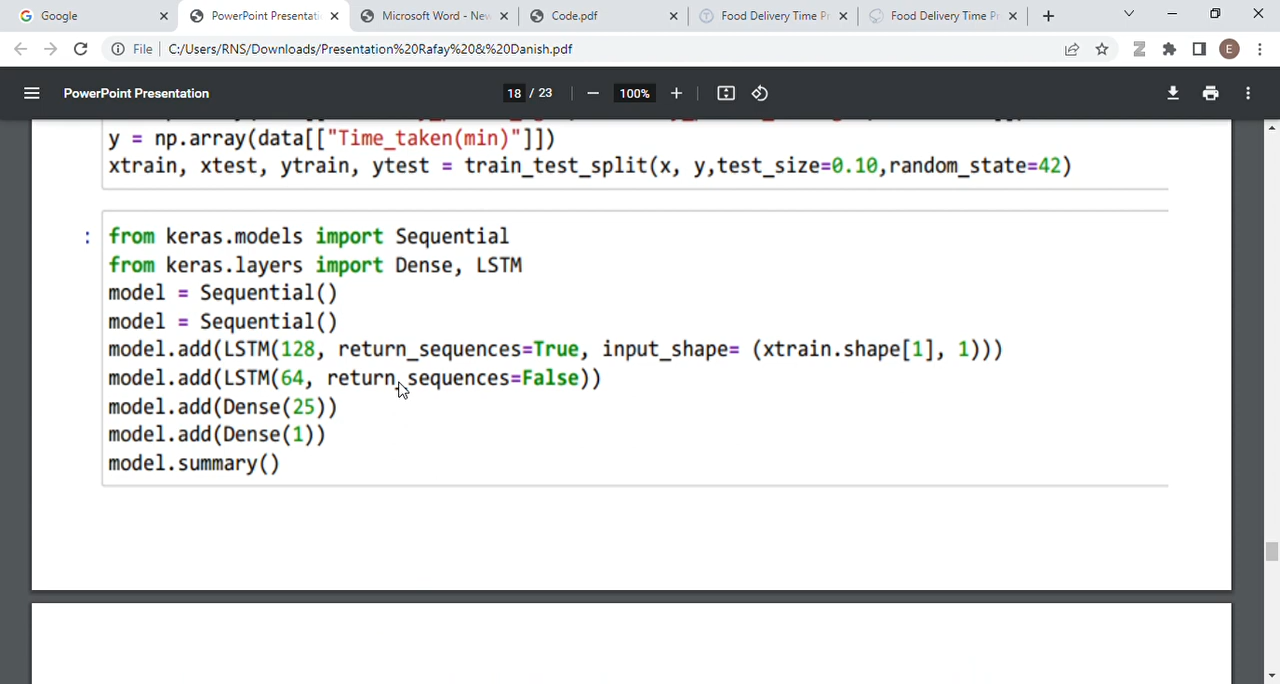 Google
PowerPoint Presentati
Microsoft Word - New
Code.pdf
Food Delivery Time Pr
Food Delivery Time Pr
File
C:/Users/RNS/Downloads/Presentation%20Rafay%20&%20Danish.pdf
E
PowerPoint Presentation
18 / 23
100%
y = np.array(data[["Time_taken(min)"]])
xtrain, xtest, ytrain, ytest = train_test_split(x, y,test_size=0.10,random_state=42)
: from keras.models import Sequential
from keras.layers import Dense, LSTM
model = Sequential()
model = Sequential()
model.add(LSTM(128, return_sequences=True, input_shape= (xtrain.shape[1], 1)))
model.add(LSTM(64, return_sequences=False))
model.add(Dense(25))
model.add(Dense(1))
model.summary()